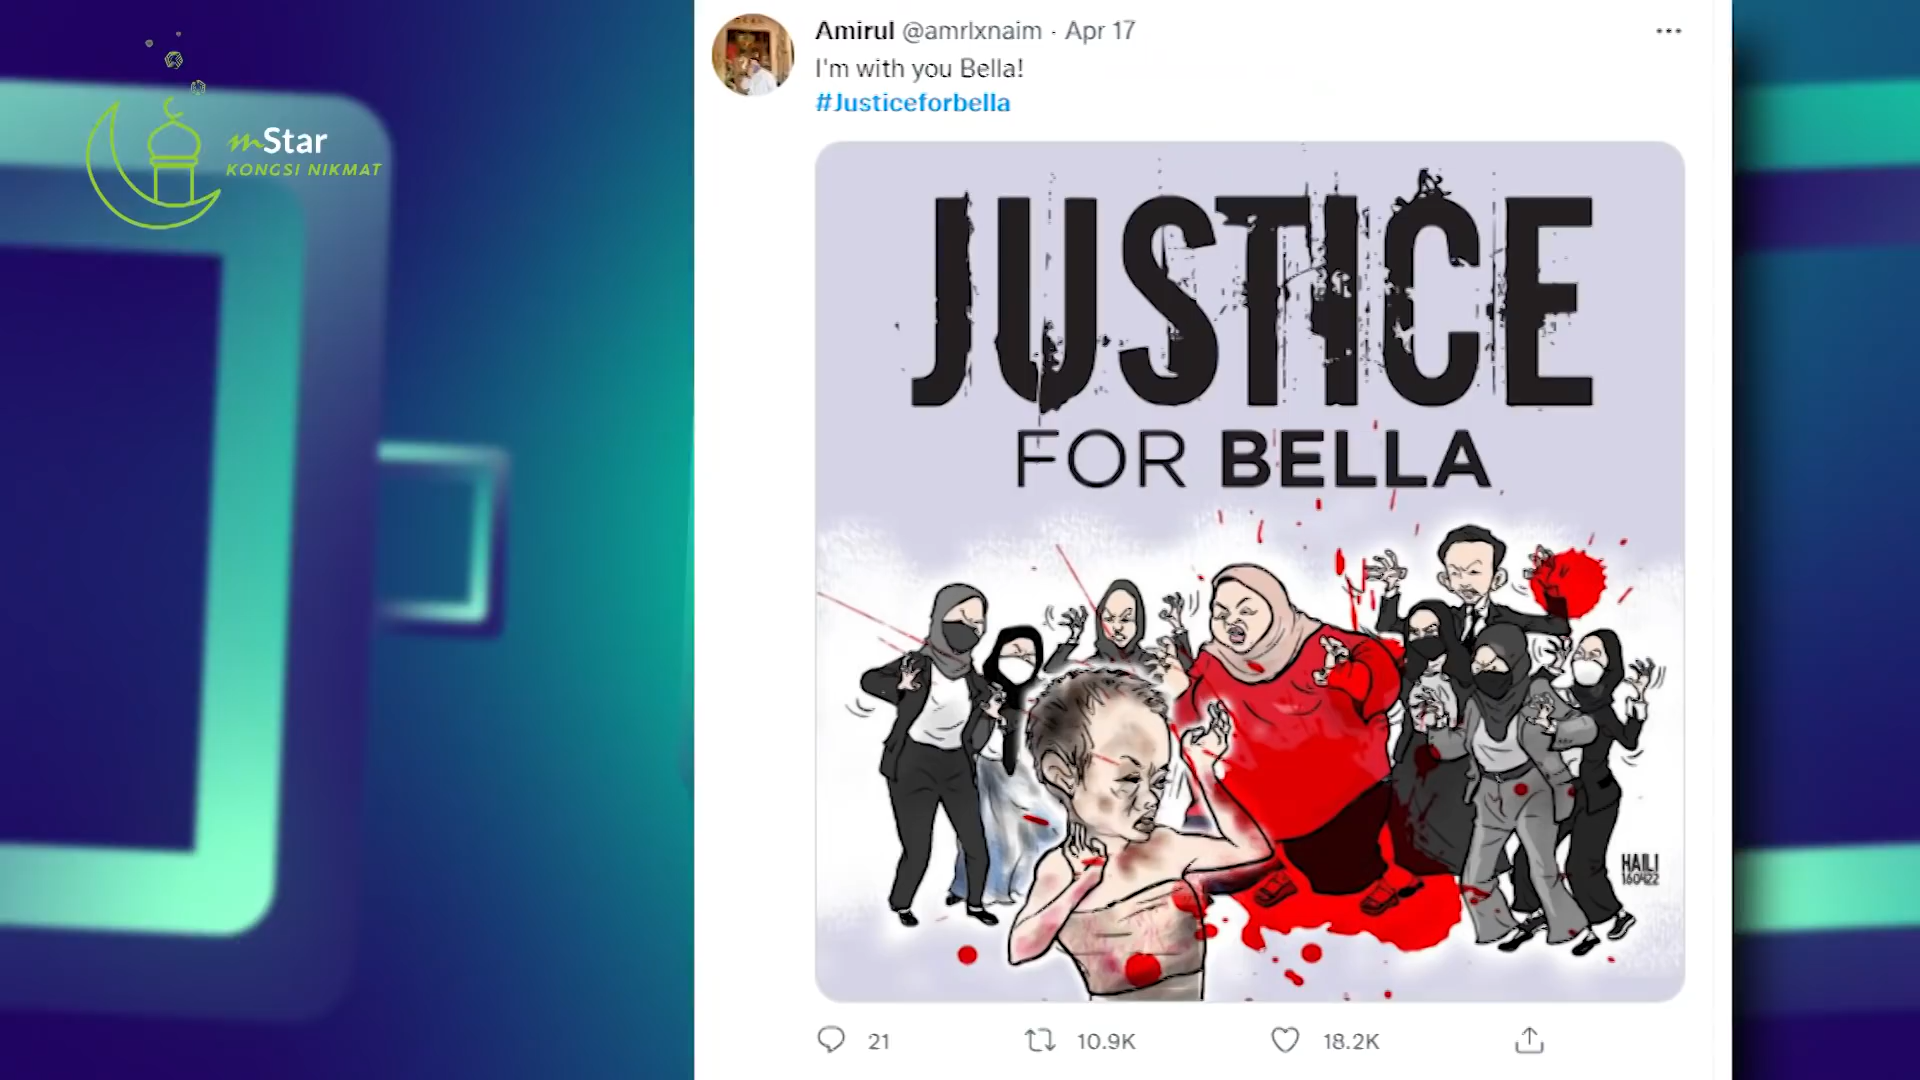 mStar
KONGSI NIKMAT
Amirul @amrlxnaim · Apr 17
I'm with you Bella!
#Justiceforbella
JUSTICE
FOR BELLA
HAILI
160422
21
10.9K
18.2K